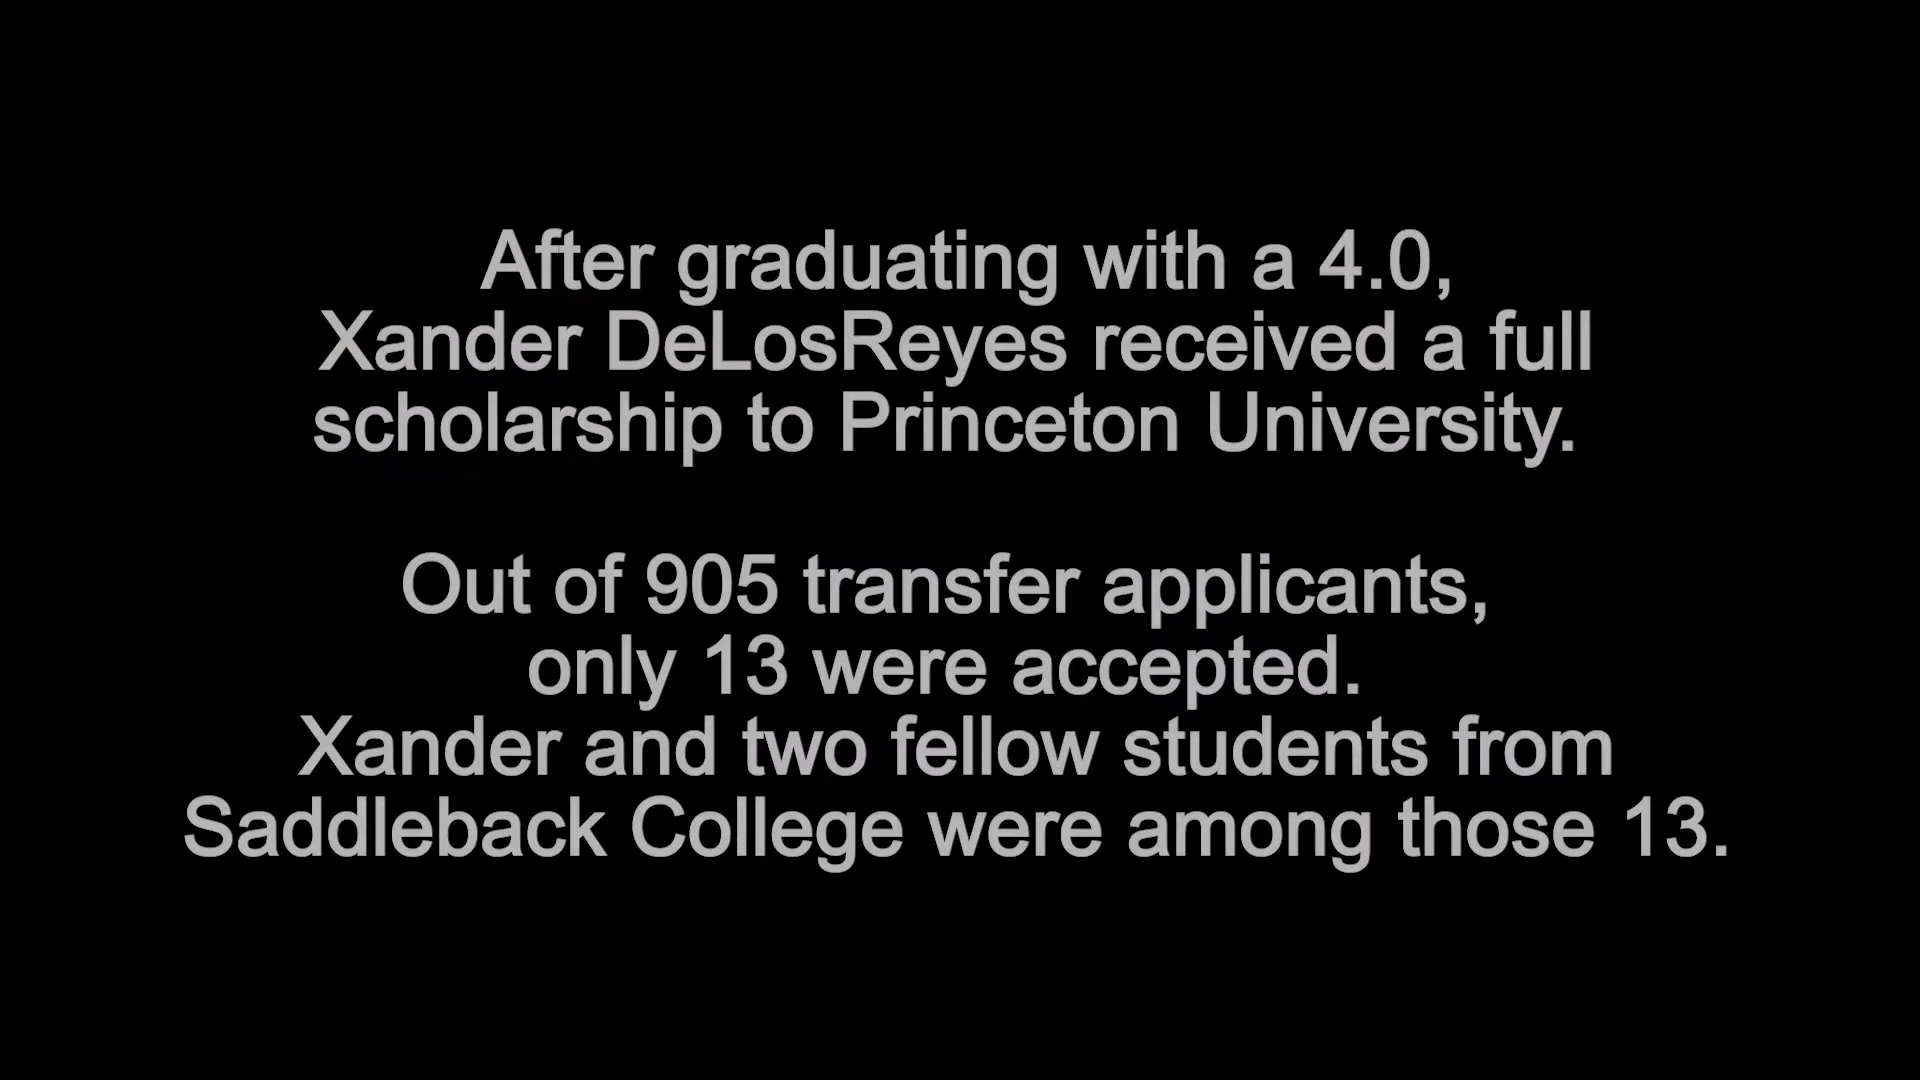 After graduating with a 4.0,
Xander DeLosReyes received a full
scholarship to Princeton University.
Out of 905 transfer applicants,
only 13 were accepted.
Xander and two fellow students from
Saddleback College were among those 13.